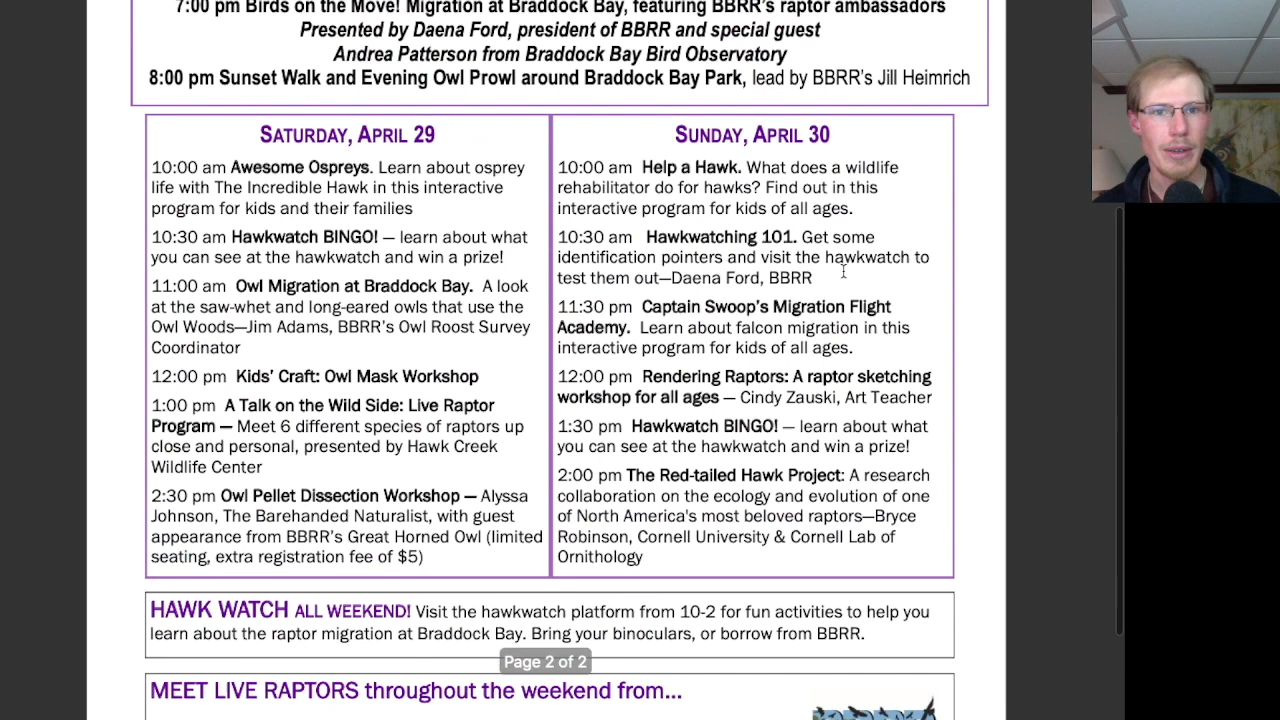 7:00 pm Birds on the Move! Migration at Braddock Bay, featuring BBRR's raptor ambassadors
Presented by Daena Ford, president of BBRR and special guest
Andrea Patterson from Braddock Bay Bird Observatory
8:00 pm Sunset Walk and Evening Owl Prowl around Braddock Bay Park, lead by BBRR's Jill Heimrich
SATURDAY, APRIL 29
10:00 am Awesome Ospreys. Learn about osprey
life with The Incredible Hawk in this interactive
program for kids and their families
10:30 am Hawkwatch BINGO! — learn about what
you can see at the hawkwatch and win a prize!
11:00 am Owl Migration at Braddock Bay. A look
at the saw-whet and long-eared owls that use the
Owl Woods—Jim Adams, BBRR's Owl Roost Survey
Coordinator
12:00 pm Kids' Craft: Owl Mask Workshop
1:00 pm A Talk on the Wild Side: Live Raptor
Program — Meet 6 different species of raptors up
close and personal, presented by Hawk Creek
Wildlife Center
2:30 pm Owl Pellet Dissection Workshop — Alyssa
Johnson, The Barehanded Naturalist, with guest
appearance from BBRR's Great Horned Owl (limited
seating, extra registration fee of $5)
SUNDAY, APRIL 30
10:00 am Help a Hawk. What does a wildlife
rehabilitator do for hawks? Find out in this
interactive program for kids of all ages.
10:30 am Hawkwatching 101. Get some
identification pointers and visit the hawkwatch to
test them out—Daena Ford, BBRR
11:30 pm Captain Swoop's Migration Flight
Academy. Learn about falcon migration in this
interactive program for kids of all ages.
12:00 pm Rendering Raptors: A raptor sketching
workshop for all ages — Cindy Zauski, Art Teacher
1:30 pm Hawkwatch BINGO! — learn about what
you can see at the hawkwatch and win a prize!
2:00 pm The Red-tailed Hawk Project: A research
collaboration on the ecology and evolution of one
of North America's most beloved raptors—Bryce
Robinson, Cornell University & Cornell Lab of
Ornithology
HAWK WATCH ALL WEEKEND! Visit the hawkwatch platform from 10-2 for fun activities to help you
learn about the raptor migration at Braddock Bay. Bring your binoculars, or borrow from BBRR.
Page 2 of 2
MEET LIVE RAPTORS throughout the weekend from...